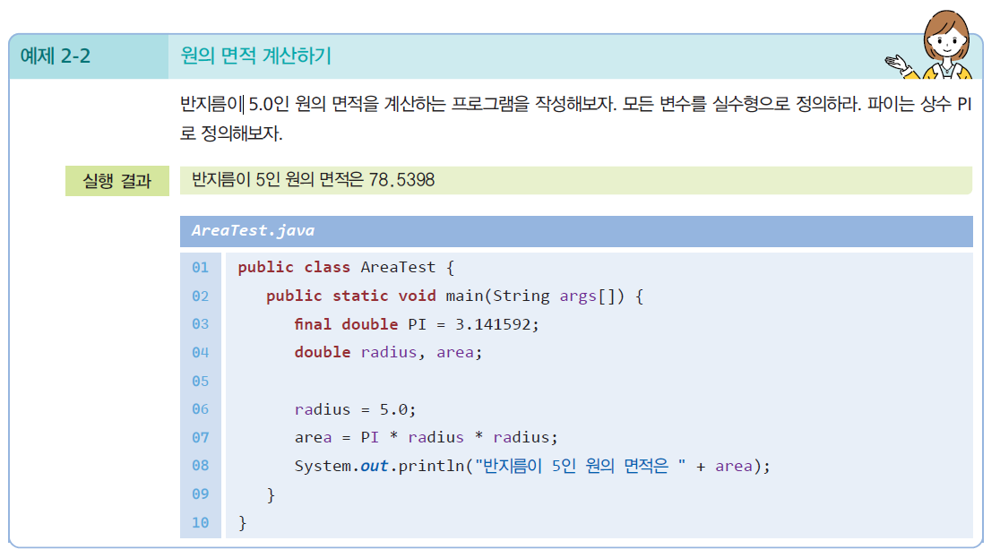 예제 2-2
원의 면적 계산하기
반지름이 5.0인 원의 면적을 계산하는 프로그램을 작성해보자. 모든 변수를 실수형으로 정의하라. 파이는 상수 PI
로 정의해보자.
실행 결과
반지름이 5인 원의 면적은 78.5398
AreaTest.java
01 public class AreaTest {
02 public static void main(String args[]) {
03 final double PI = 3.141592;
04 double radius, area;
05
06 radius = 5.0;
07 area = PI * radius * radius;
08 System.out.println("반지름이 5인 원의 면적은 " + area);
09 }
10 }